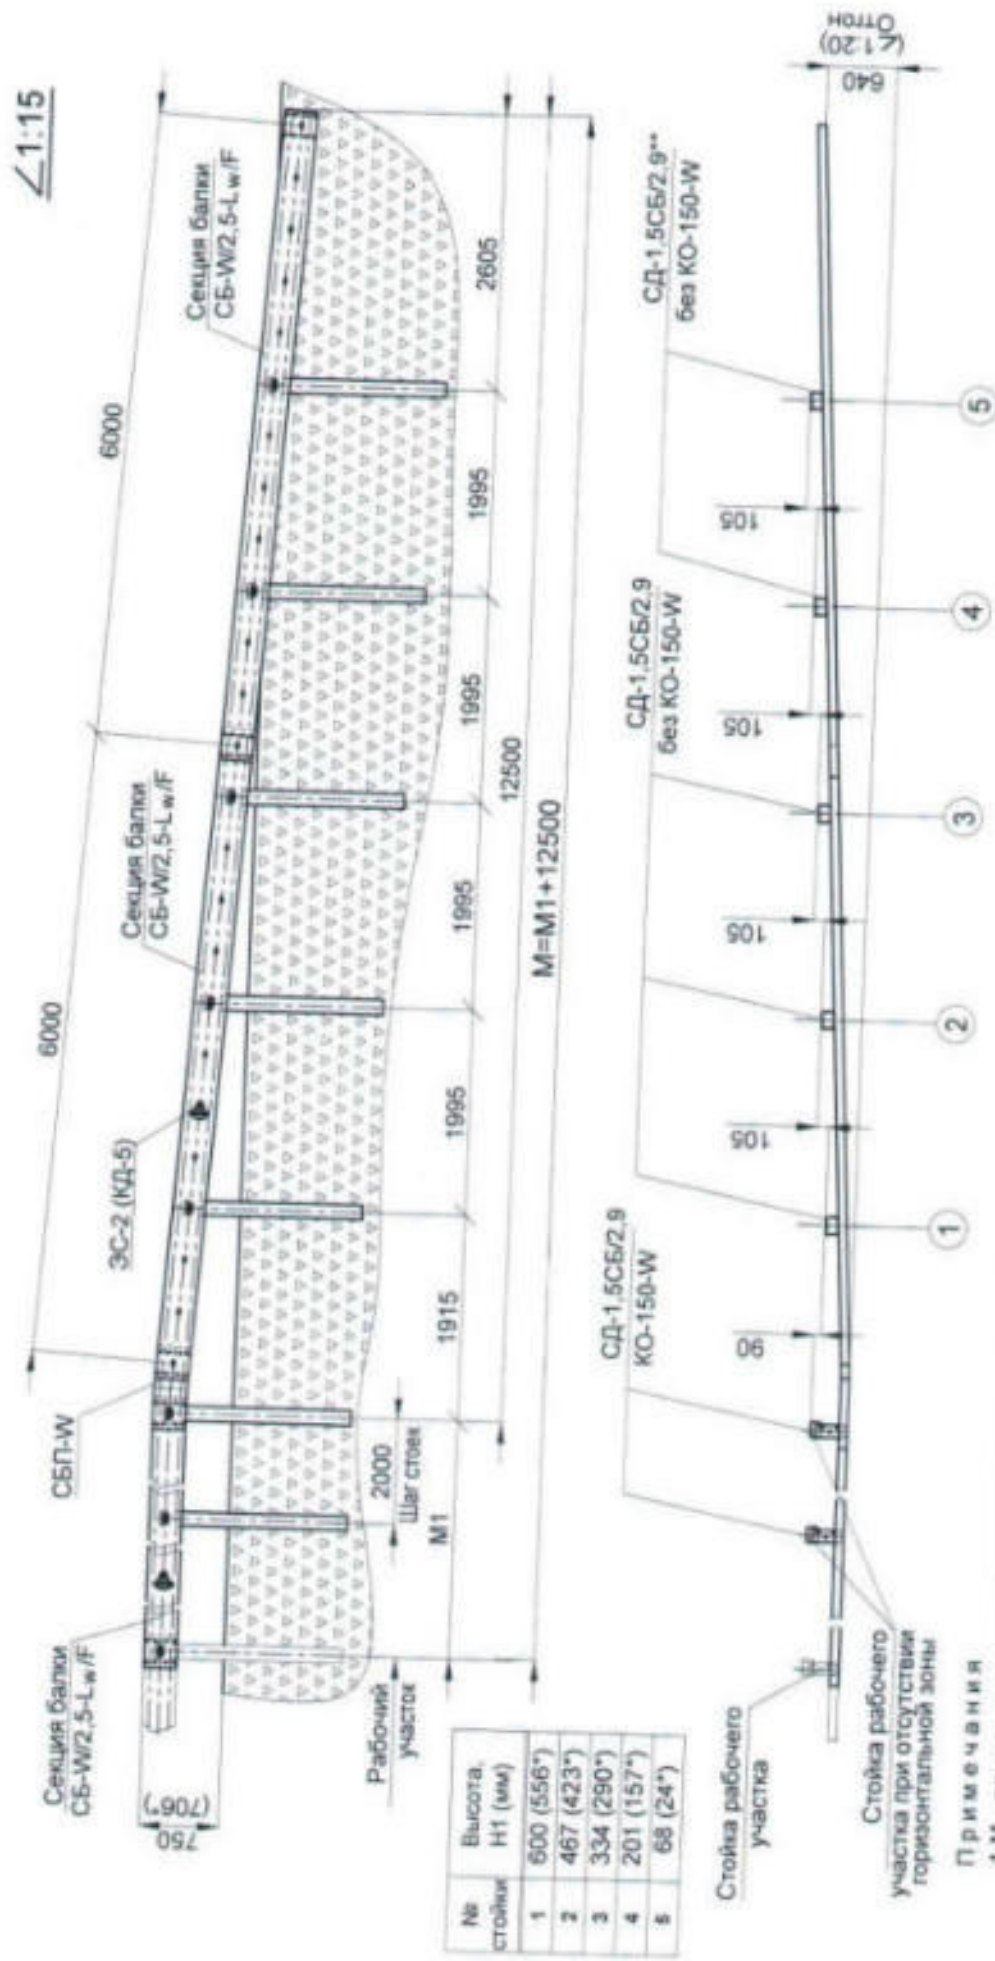 ∠1:15
6000
6000
Секция балки
СБ-W/2,5-Lw/F
СБП-W
ЭС-2 (КД-5)
Секция балки
СБ-W/2,5-Lw/F
Секция балки
СБ-W/2,5-Lw/F
750
(706*)
Рабочий
участок
М1
2000
Шаг стоек
1915
1995
1995
1995
1995
2605
12500
М=М1+12500
№
стойки
Высота,
Н1 (мм)
1 600 (556*)
2 467 (423*)
3 334 (290*)
4 201 (157*)
5 68 (24*)
СД-1,5СБ/2,9
КО-150-W
СД-1,5СБ/2,9
без КО-150-W
СД-1,5СБ/2,9**
без КО-150-W
90
105
105
105
105
640
(∠1:20)
Отгон
Стойка рабочего
участка
Стойка рабочего
участка при отсутствии
горизонтальной зоны
1
2
3
4
5
Примечания